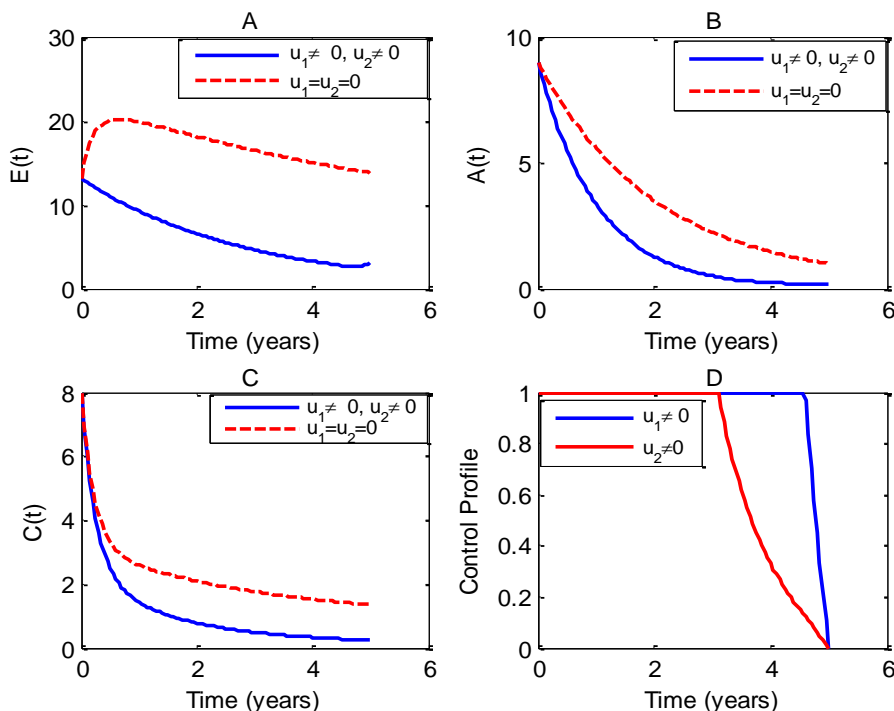 A
30
20
10
0
E(t)
0
2
4
6
Time (years)
u₁≠ 0, u₂≠ 0
u₁=u₂=0
B
10
5
0
A(t)
0
2
4
6
Time (years)
u₁≠ 0, u₂≠ 0
u₁=u₂=0
C
8
6
4
2
0
C(t)
0
2
4
6
Time (years)
u₁≠ 0, u₂≠ 0
u₁=u₂=0
D
1
0.8
0.6
0.4
0.2
0
Control Profile
0
2
4
6
Time (years)
u₁≠ 0
u₂≠0